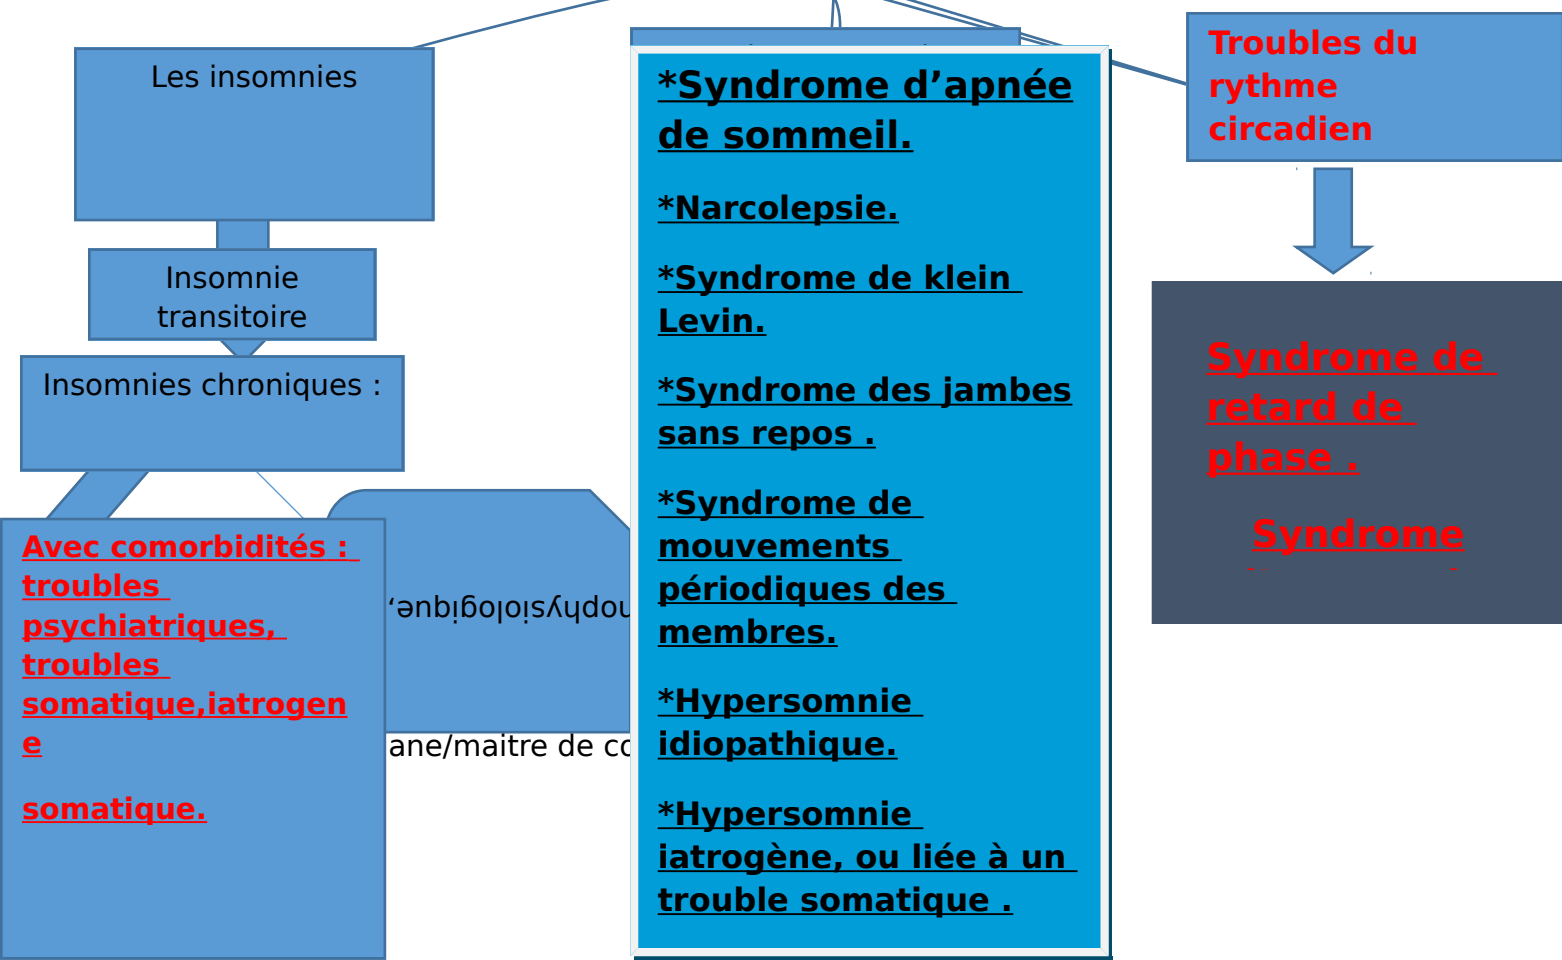 Les insomnies
Insomnie
transitoire
Insomnies chroniques :
Avec comorbidités :
troubles
psychiatriques,
troubles
somatique,iatrogen
e
somatique.
ane/maitre de
*Syndrome d’apnée
de sommeil.
*Narcolepsie.
*Syndrome de klein
Levin.
*Syndrome des jambes
sans repos .
*Syndrome de
mouvements
périodiques des
membres.
*Hypersomnie
idiopathique.
*Hypersomnie
iatrogène, ou liée à un
trouble somatique .
Troubles du
rythme
circadien
Syndrome de
retard de
phase .
Syndrome